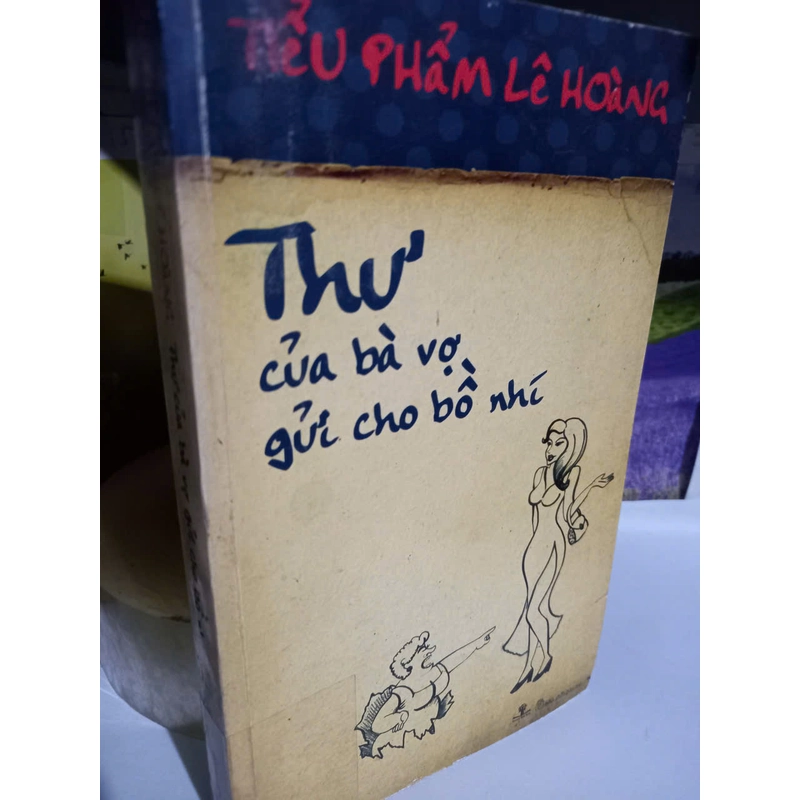 TIỂU PHẨM LÊ HOÀNG
Thư
của bà vợ
gửi cho bồ nhí